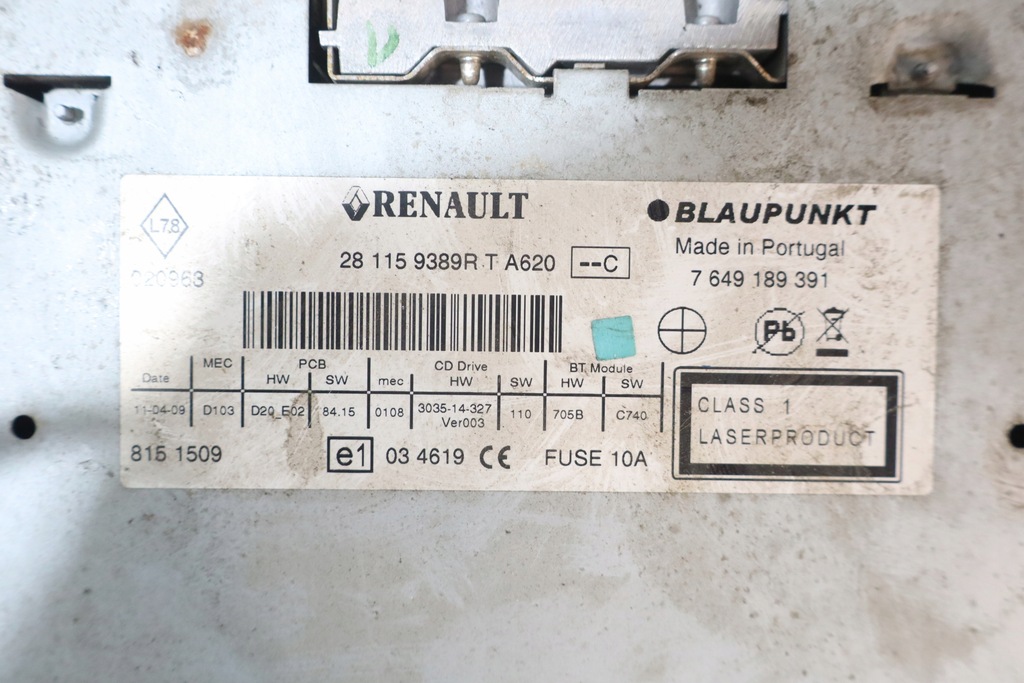 L7.8
RENAULT
BLAUPUNKT
Made in Portugal
28 115 9389R T A620 --C
7 649 189 391
020963
Pb
MEC PCB CD Drive BT Module
Date HW SW mec HW SW HW SW
11-04-09 D103 D20_E02 84.15 0108 3035-14-327 110 705B C740
Ver003
CLASS 1
LASERPRODUCT
815 1509 e1 03 4619 CE FUSE 10A